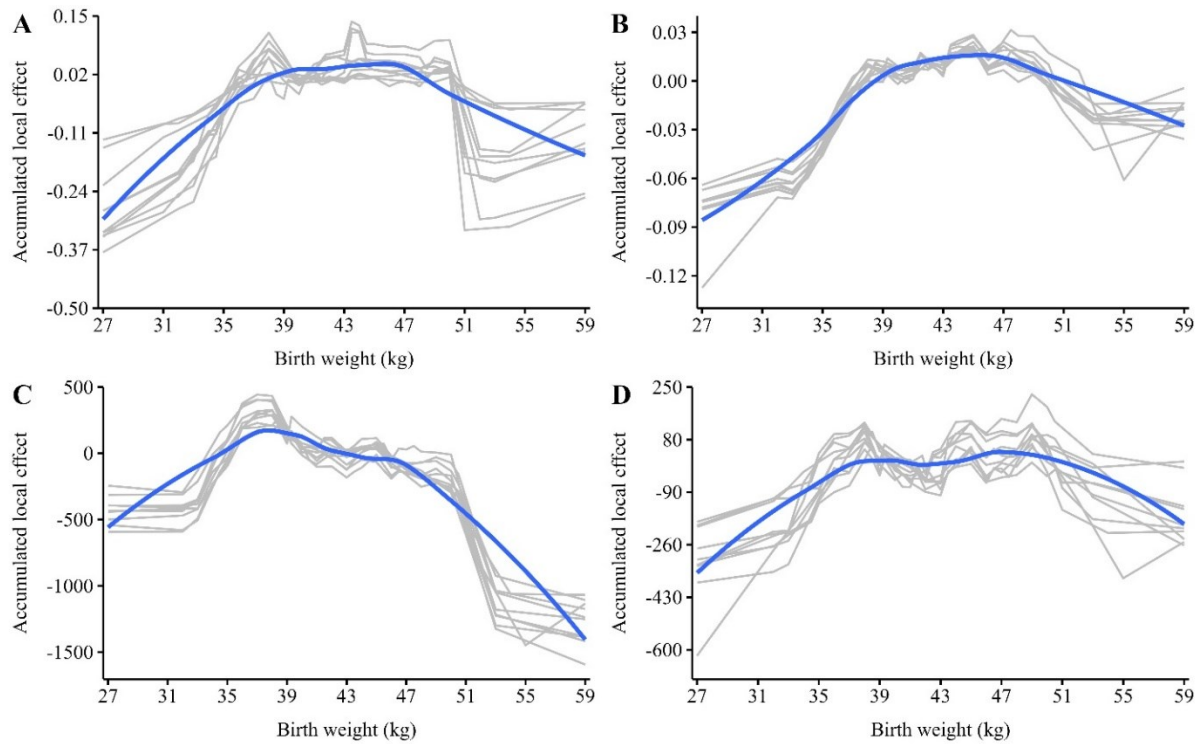 A
Accumulated local effect
0.15
0.02
-0.11
-0.24
-0.37
-0.50
27 31 35 39 43 47 51 55 59
Birth weight (kg)
B
Accumulated local effect
0.03
0.00
-0.03
-0.06
-0.09
-0.12
27 31 35 39 43 47 51 55 59
Birth weight (kg)
C
Accumulated local effect
500
0
-500
-1000
-1500
27 31 35 39 43 47 51 55 59
Birth weight (kg)
D
Accumulated local effect
250
80
-90
-260
-430
-600
27 31 35 39 43 47 51 55 59
Birth weight (kg)